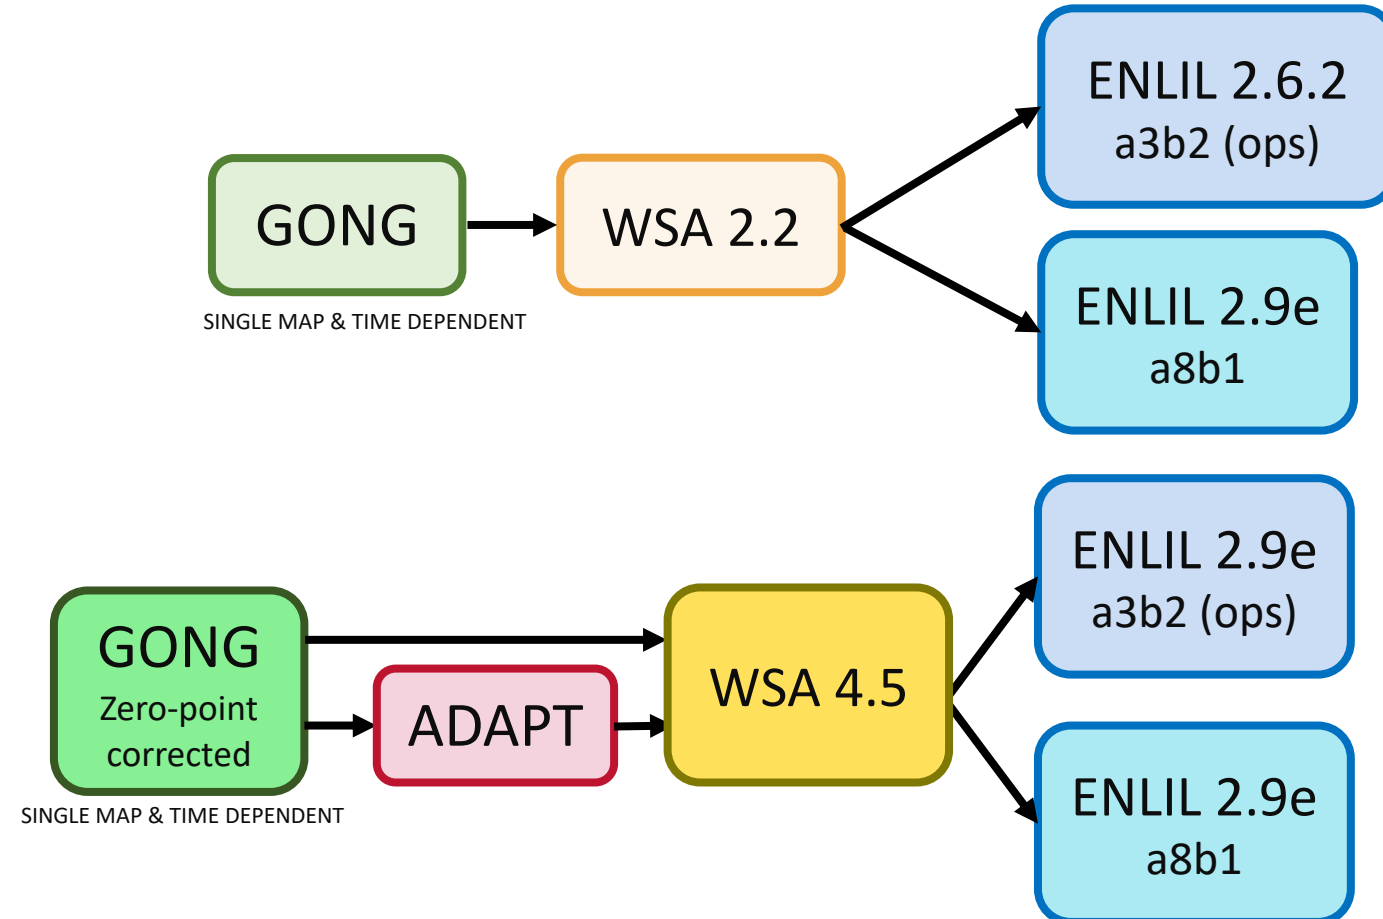 ENLIL 2.6.2
a3b2 (ops)
GONG
WSA 2.2
SINGLE MAP & TIME DEPENDENT
ENLIL 2.9e
a8b1
ENLIL 2.9e
a3b2 (ops)
GONG
Zero-point
corrected
ADAPT
WSA 4.5
SINGLE MAP & TIME DEPENDENT
ENLIL 2.9e
a8b1